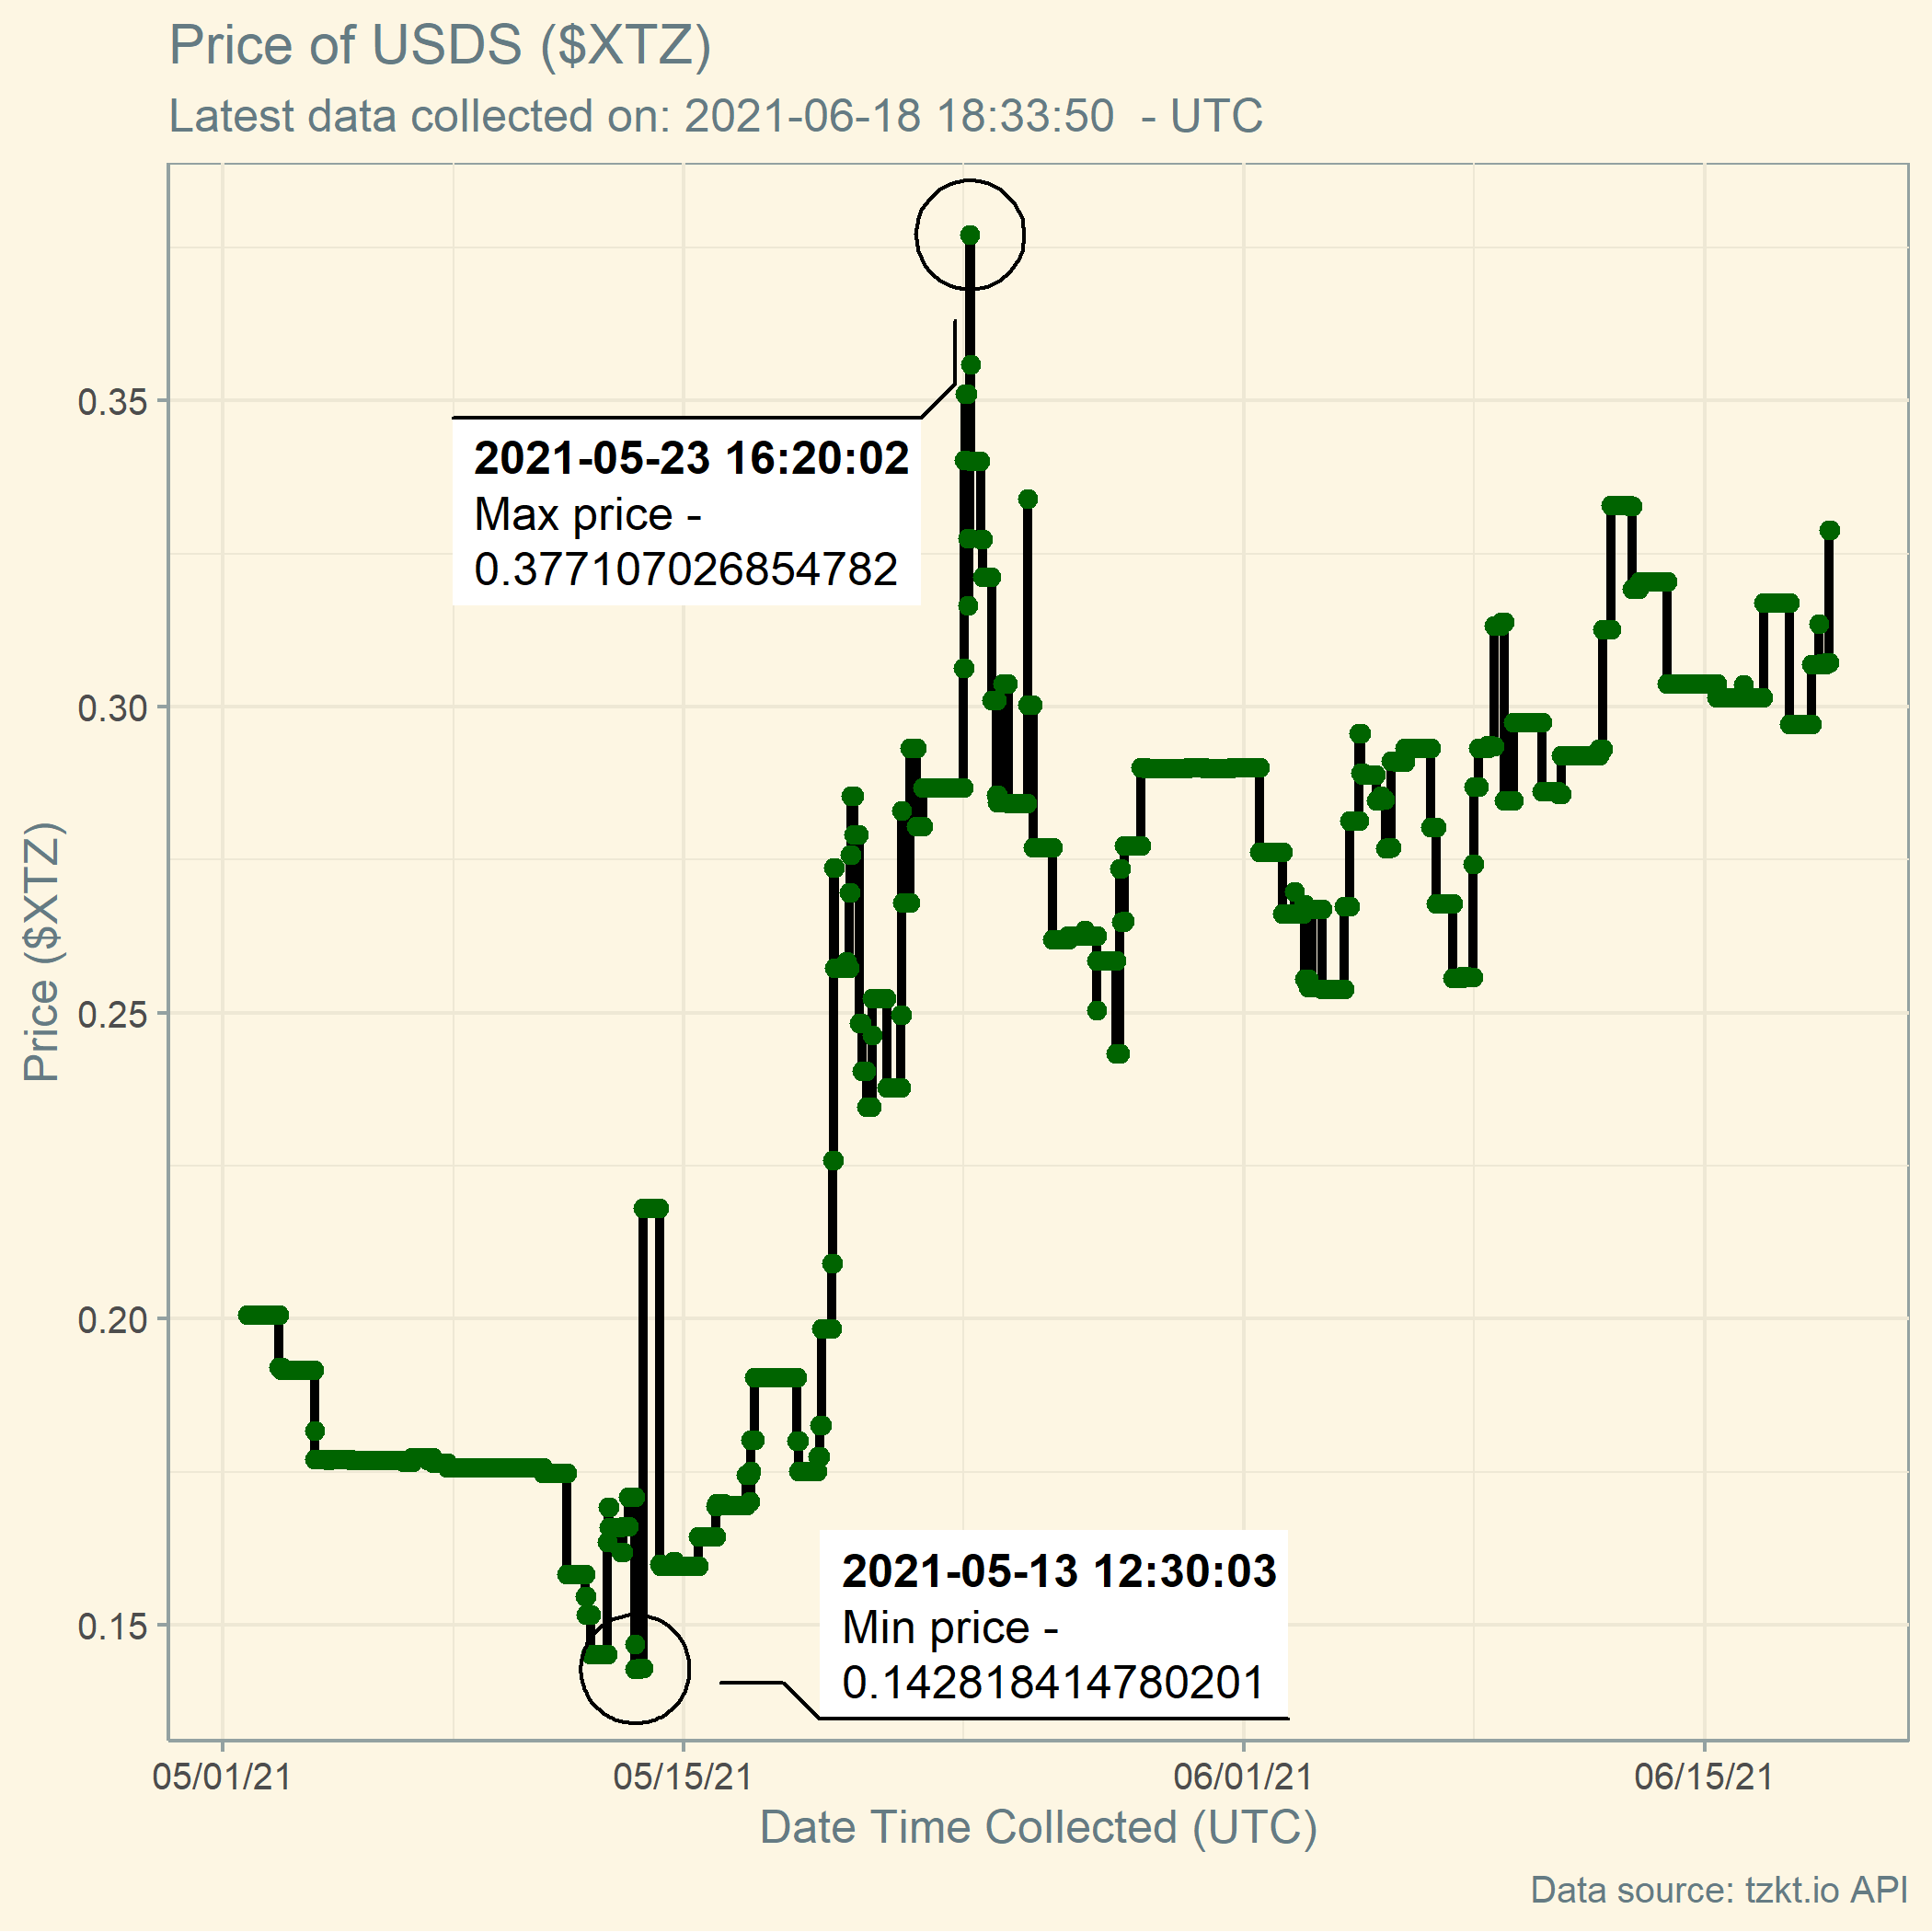 Price of USDS ($XTZ)
Latest data collected on: 2021-06-18 18:33:50  - UTC
Price ($XTZ)
0.35
0.30
0.25
0.20
0.15
2021-05-23 16:20:02
Max price -
0.377107026854782
2021-05-13 12:30:03
Min price -
0.142818414780201
05/01/21
05/15/21
06/01/21
06/15/21
Date Time Collected (UTC)
Data source: tzkt.io API